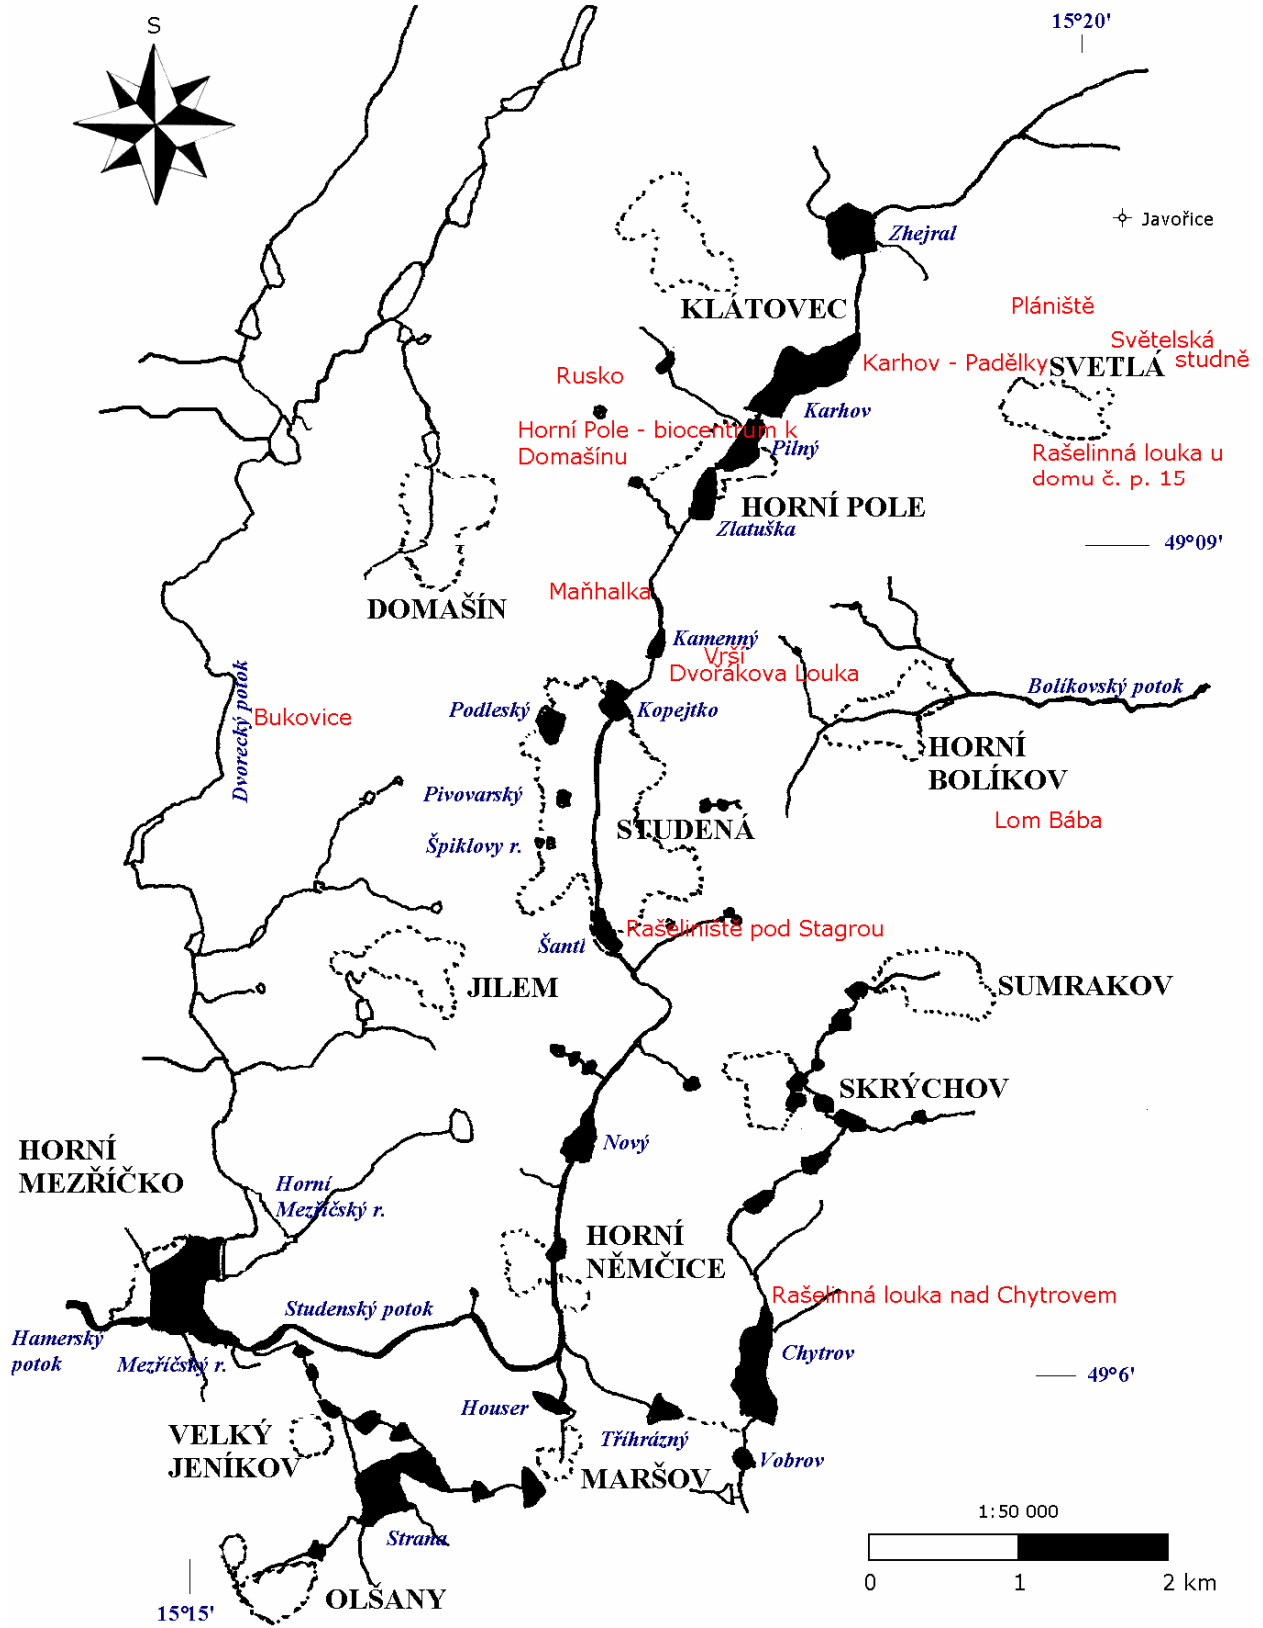 S
15°20'
Javořice
Zhejral
KLÁTOVEC
Plániště
Světelská
studně
Karhov - Padělky
SVETLÁ
Rusko
Karhov
Horní Pole - biocentrum k
Domašínu
Pilný
Rašelinná louka u
domu č. p. 15
HORNÍ POLE
Zlatuška
49°09'
Maňhalka
DOMAŠÍN
Kamenný
Vrší
Dvořákova Louka
Bolíkovský potok
Dvorecký potok
Bukovice
Podleský
Kopejtko
HORNÍ
BOLÍKOV
Pivovarský
STUDENÁ
Lom Bába
Špiklovy r.
Rašeliniště pod Stagrou
Šantl
JILEM
SUMRAKOV
SKRÝCHOV
Nový
HORNÍ
MEZŘÍČKO
Horní
Mezříčský r.
HORNÍ
NĚMČICE
Rašelinná louka nad Chytrovem
Studenský potok
Hamerský
potok
Mezříčský r.
Chytrov
49°6'
Houser
VELKÝ
JENÍKOV
Tříhrázný
Vobrov
MARŠOV
1:50 000
Strana
0 1 2 km
OLŠANY
15°15'